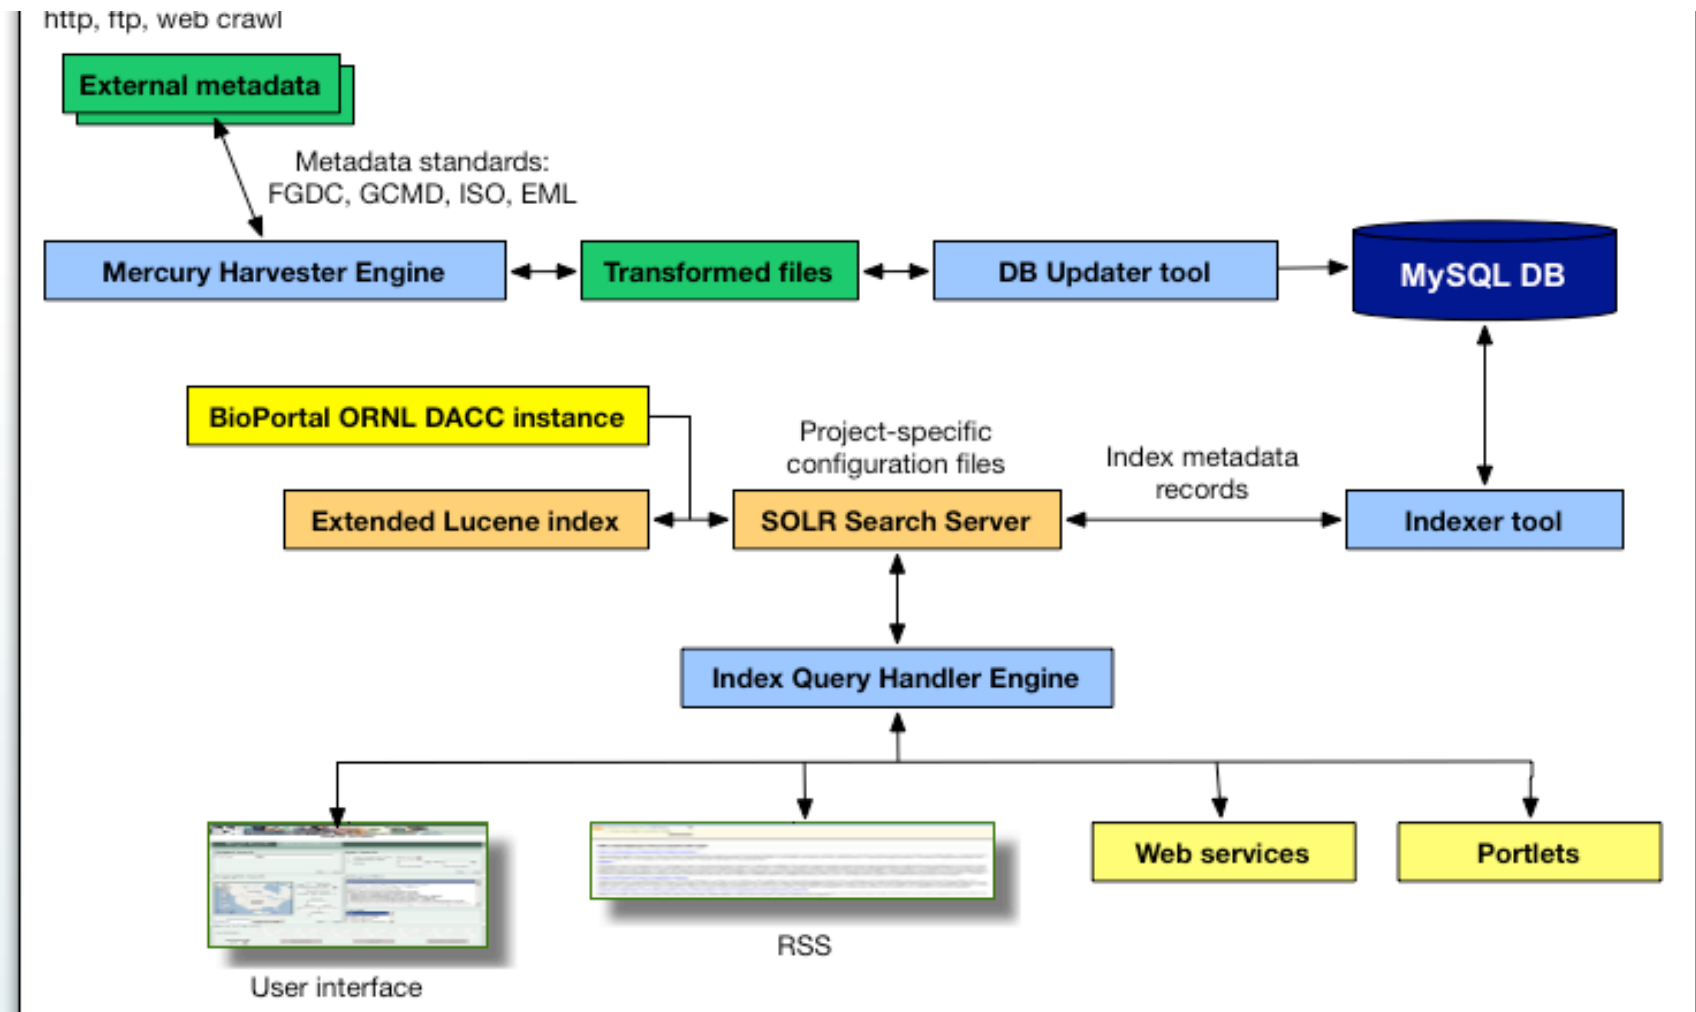 http, ftp, web crawl
External metadata
Metadata standards:
FGDC, GCMD, ISO, EML
Mercury Harvester Engine
Transformed files
DB Updater tool
MySQL DB
BioPortal ORNL DACC instance
Project-specific
configuration files
Index metadata
records
Extended Lucene index
SOLR Search Server
Indexer tool
Index Query Handler Engine
Web services
Portlets
RSS
User interface